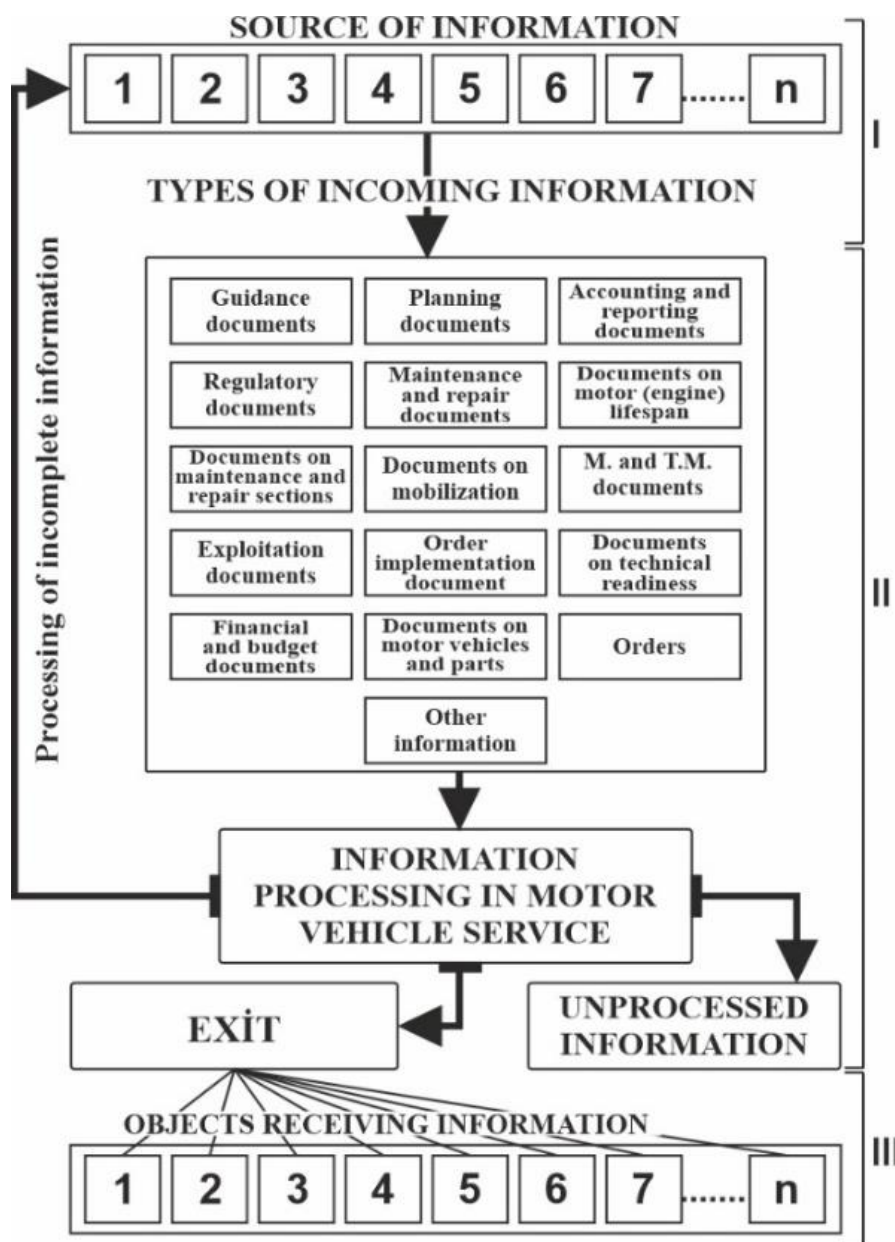 SOURCE OF INFORMATION
1 2 3 4 5 6 7 ....... n
I
TYPES OF INCOMING INFORMATION
Processing of incomplete information
Guidance
documents
Planning
documents
Accounting and
reporting
documents
Regulatory
documents
Maintenance
and repair
documents
Documents on
motor (engine)
lifespan
Documents on
maintenance and
repair sections
Documents on
mobilization
M. and T.M.
documents
Exploitation
documents
Order
implementation
document
Documents
on technical
readiness
Financial
and budget
documents
Documents on
motor vehicles
and parts
Orders
Other
information
II
INFORMATION
PROCESSING IN MOTOR
VEHICLE SERVICE
EXİT
UNPROCESSED
INFORMATION
OBJECTS RECEIVING INFORMATION
1 2 3 4 5 6 7 ....... n
III